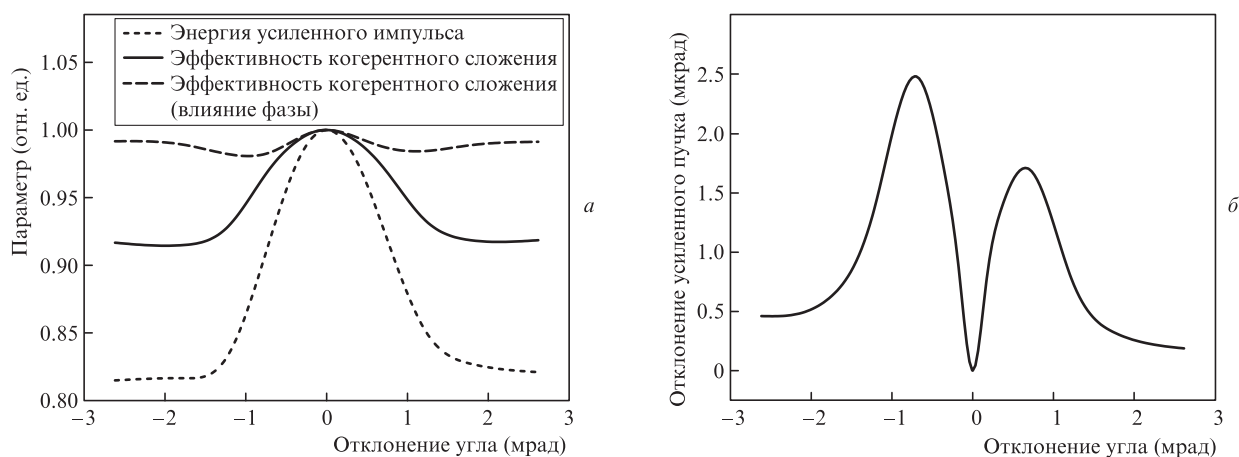 Энергия усиленного импульса
Эффективность когерентного сложения
Эффективность когерентного сложения
(влияние фазы)
Параметр (отн. ед.)
1.05
1.00
0.95
0.90
0.85
0.80
–3 –2 –1 0 1 2 3
Отклонение угла (мрад)
а
Отклонение усиленного пучка (мкрад)
2.5
2.0
1.5
1.0
0.5
0
–3 –2 –1 0 1 2 3
Отклонение угла (мрад)
б